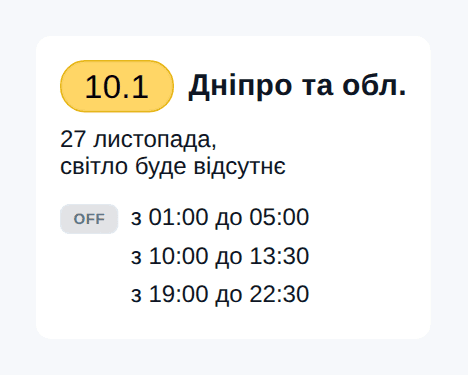 10.1 Дніпро та обл.
27 листопада,
світло буде відсутнє
OFF з 01:00 до 05:00
з 10:00 до 13:30
з 19:00 до 22:30